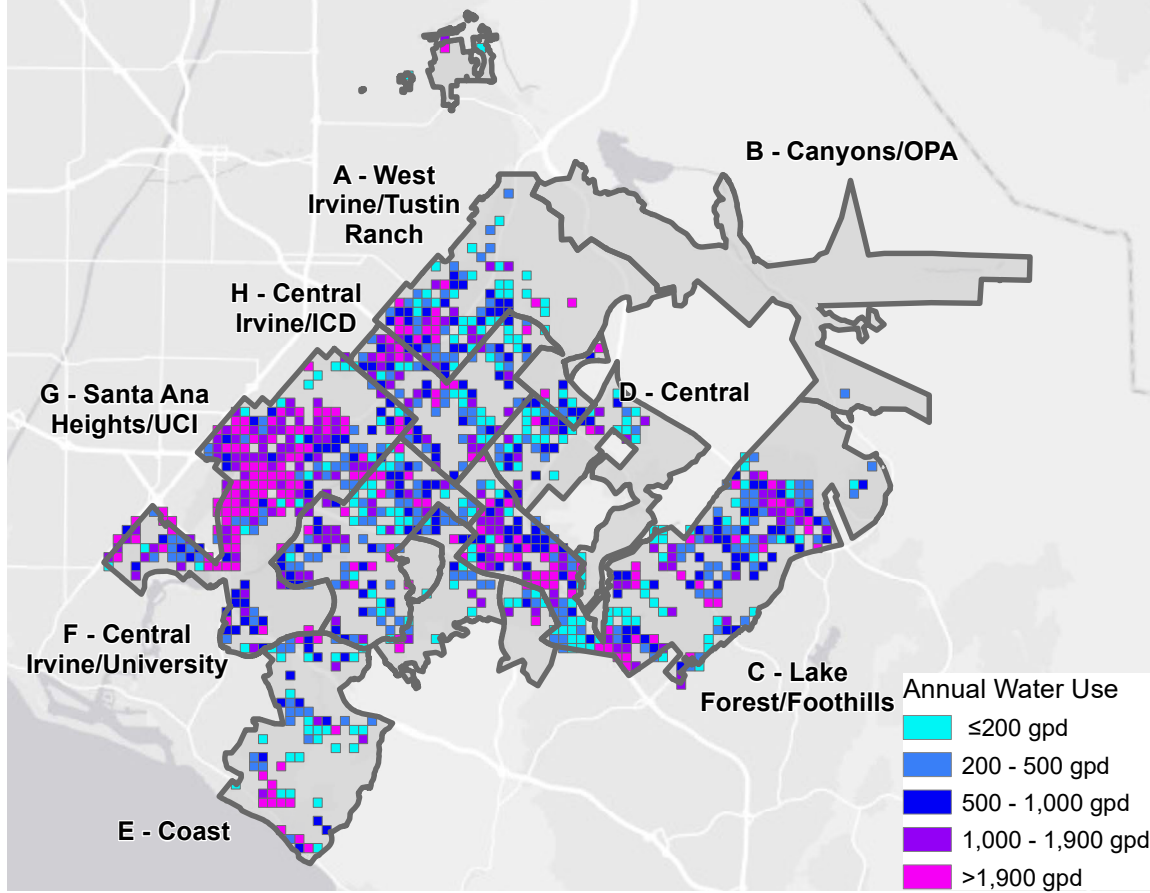 B - Canyons/OPA
A - West
Irvine/Tustin
Ranch
H - Central
Irvine/ICD
G - Santa Ana
Heights/UCI
D - Central
F - Central
Irvine/University
C - Lake
Forest/Foothills
E - Coast
Annual Water Use
≤200 gpd
200 - 500 gpd
500 - 1,000 gpd
1,000 - 1,900 gpd
>1,900 gpd